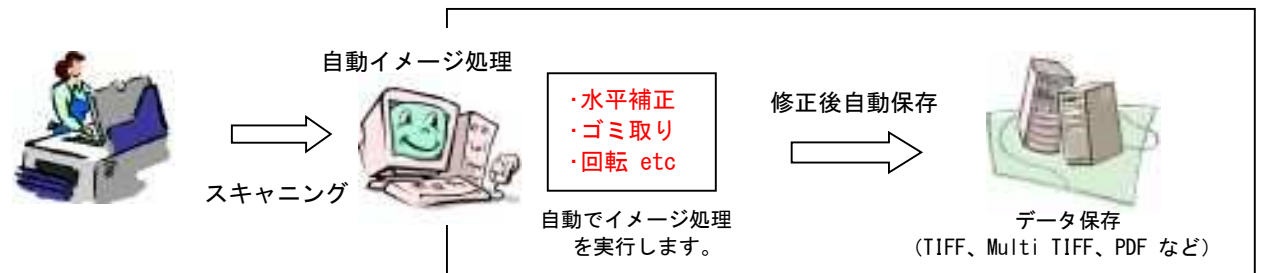 スキャニング
自動イメージ処理
・水平補正
・ゴミ取り
・回転 etc
自動でイメージ処理
を実行します。
修正後自動保存
データ保存
(TIFF、Multi TIFF、PDF など)